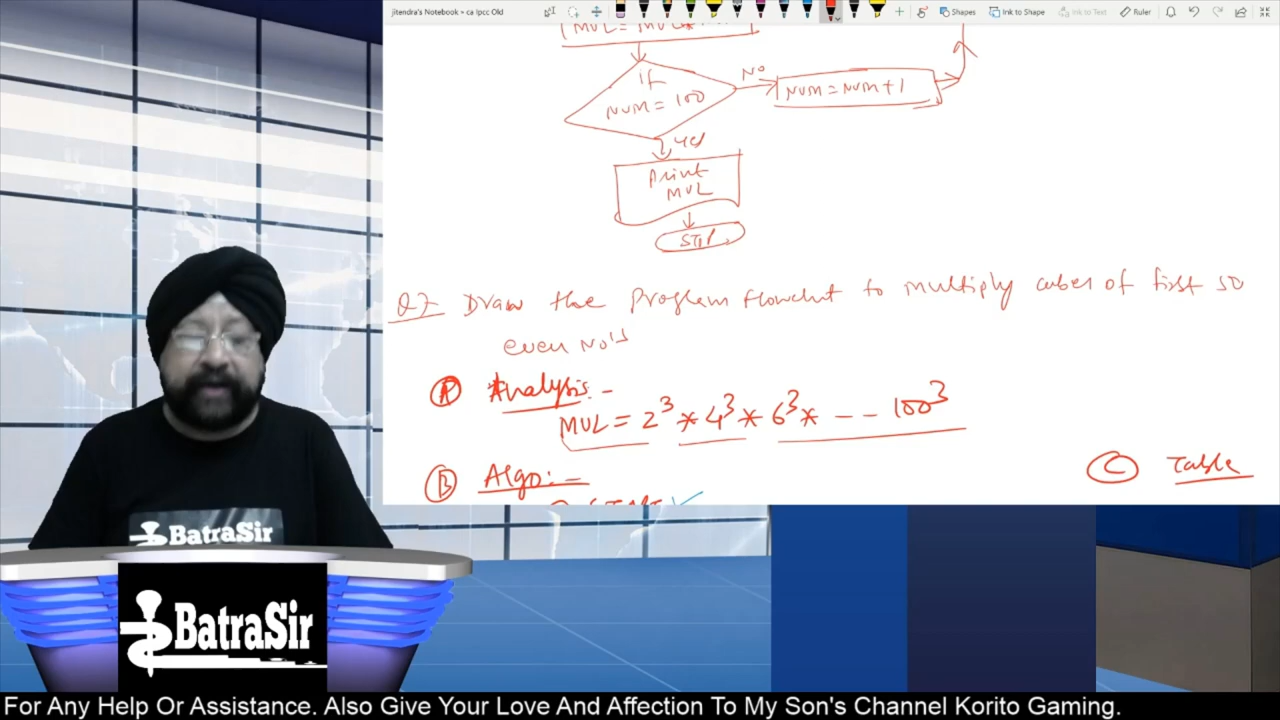 jitendra's Notebook > ca Ipcc Old
Shapes
Ink to Shape
Ink to Text
Ruler
MUL = MUL*
if
NUM = 100
NO
NUM = NUM + 1
Yes
Print
MUL
STOP
Q7 Draw the program flowchart to multiply cubes of first 50
even No's
A Analysis -
MUL = 2³ * 4³ * 6³ * - - 100³
B Algo: -
C Table
START
BatraSir
BatraSir
For Any Help Or Assistance. Also Give Your Love And Affection To My Son's Channel Korito Gaming.